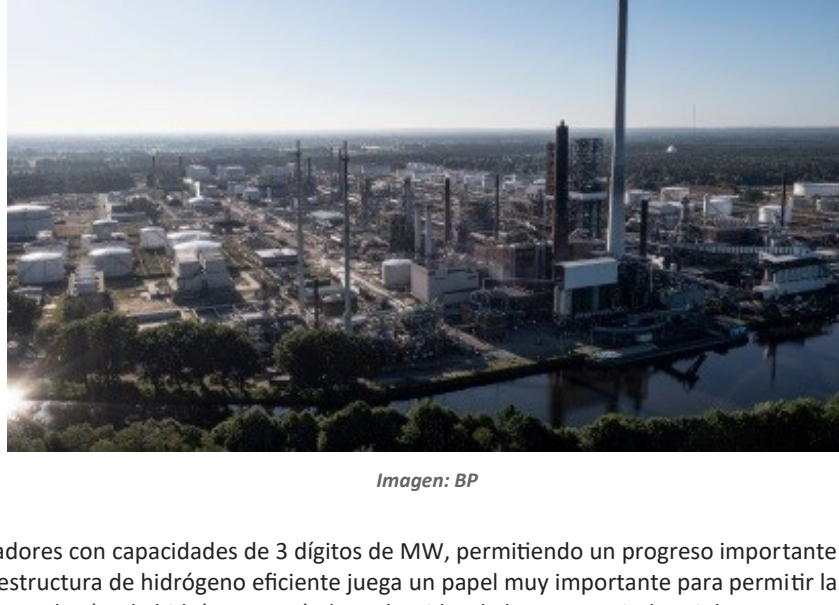 Imagen: BP
adores con capacidades de 3 dígitos de MW, permitiendo un progreso importante
estructura de hidrógeno eficiente juega un papel muy importante para permitir la